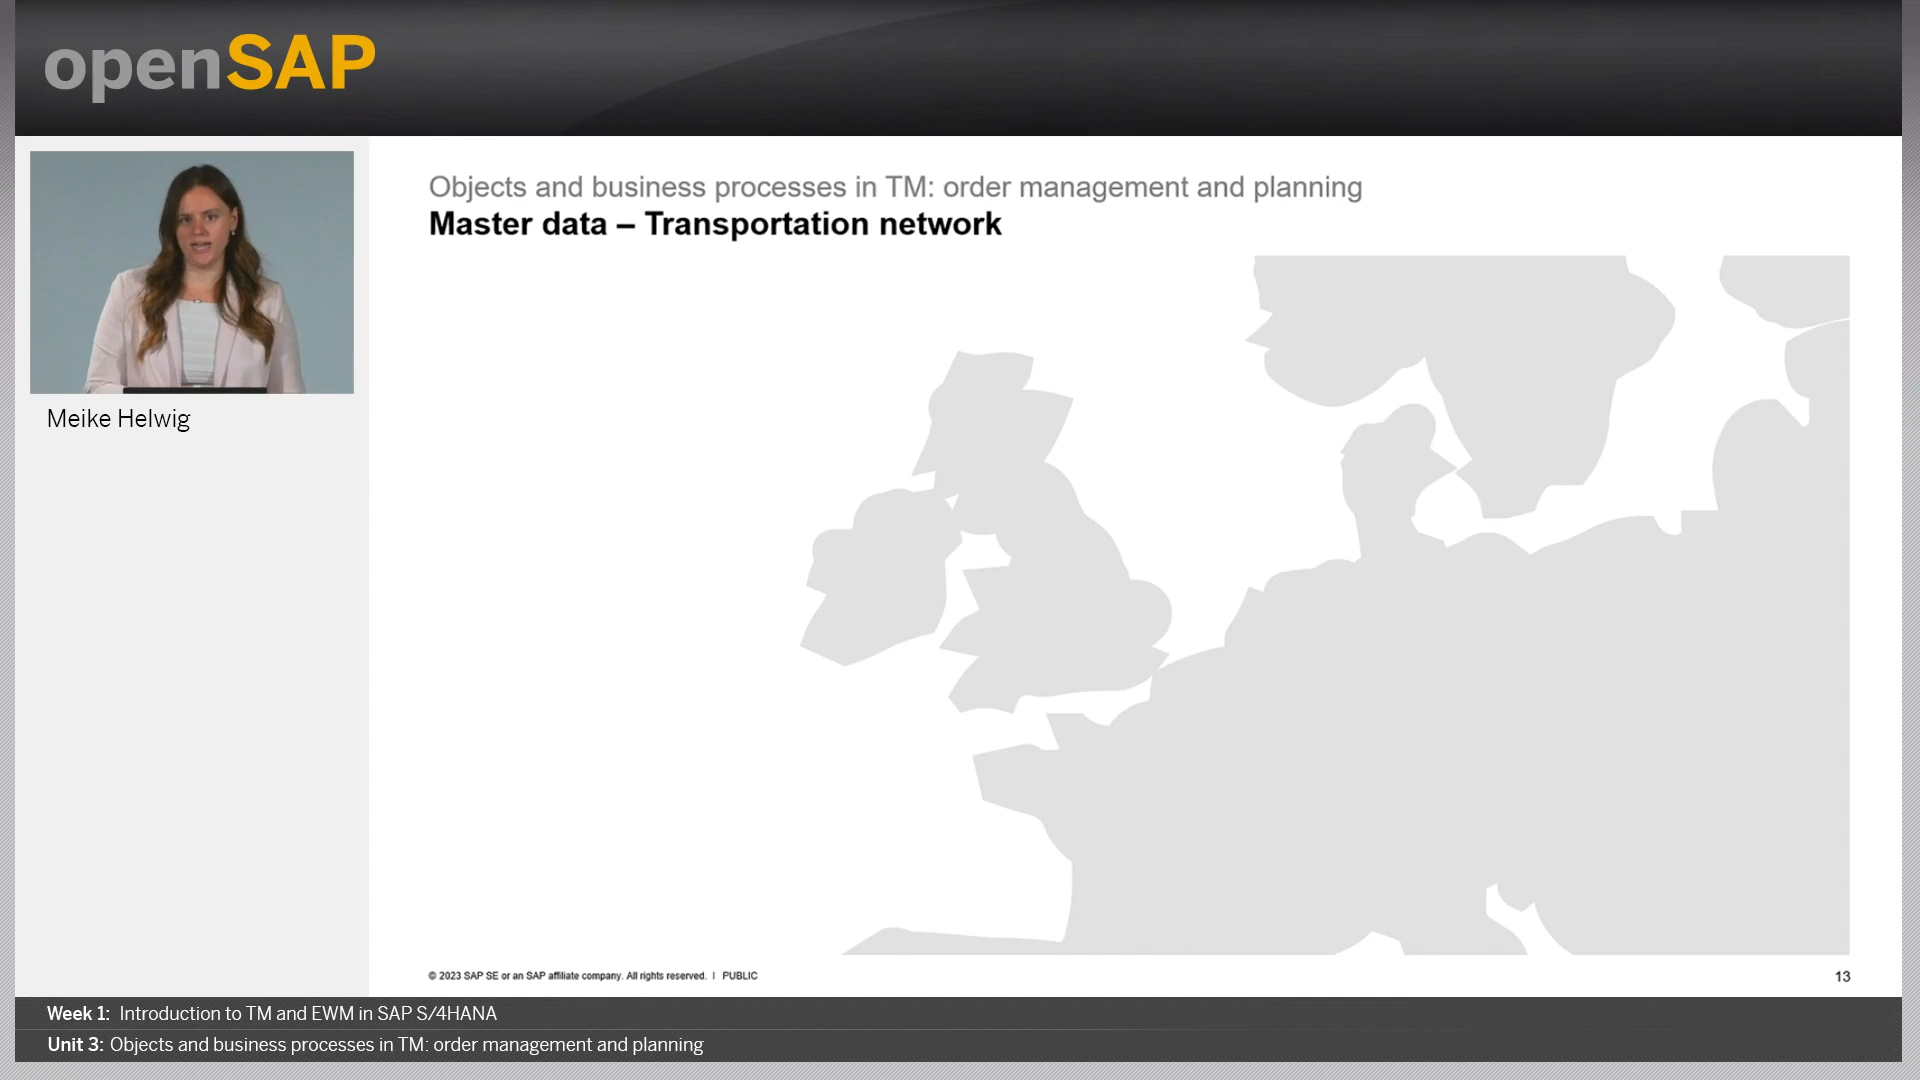 openSAP
Meike Helwig
Objects and business processes in TM: order management and planning
Master data – Transportation network
© 2023 SAP SE or an SAP affiliate company. All rights reserved. I PUBLIC
13
Week 1: Introduction to TM and EWM in SAP S/4HANA
Unit 3: Objects and business processes in TM: order management and planning